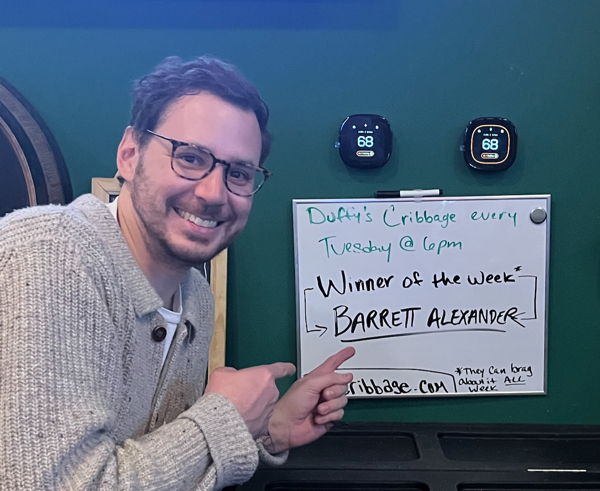 68
68
Duffy's Cribbage every
Tuesday @ 6pm
Winner of the week*
BARRETT ALEXANDER
ribbage.com
*They can brag
about it ALL
week